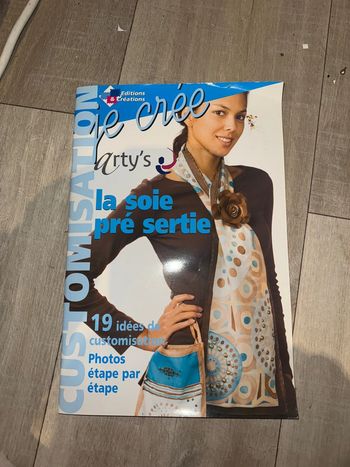 Editions
& Créations
je crée
arty's
la soie
pré sertie
CUSTOMISATION
19 idées de
customisation
Photos
étape par
étape